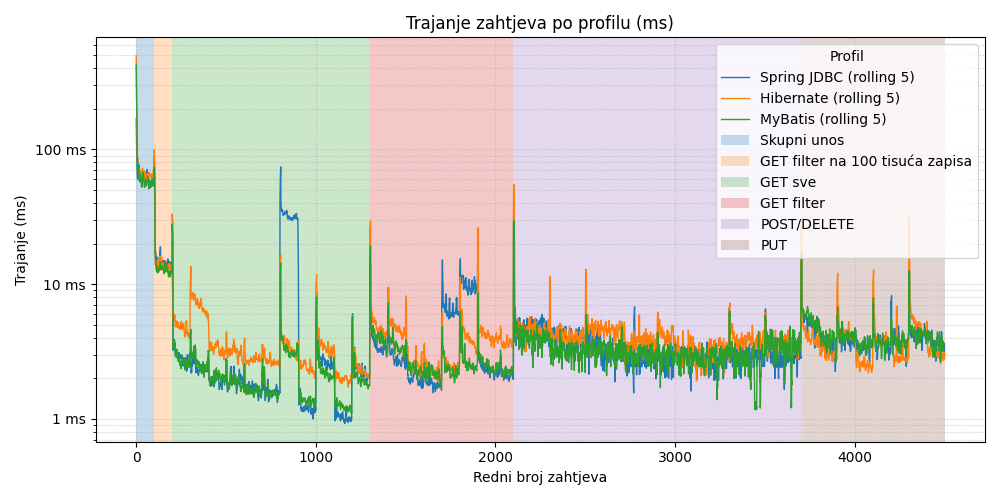 Trajanje zahtjeva po profilu (ms)
Profil
Spring JDBC (rolling 5)
Hibernate (rolling 5)
MyBatis (rolling 5)
Skupni unos
GET filter na 100 tisuća zapisa
GET sve
GET filter
POST/DELETE
PUT
Trajanje (ms)
100 ms
10 ms
1 ms
0 1000 2000 3000 4000
Redni broj zahtjeva